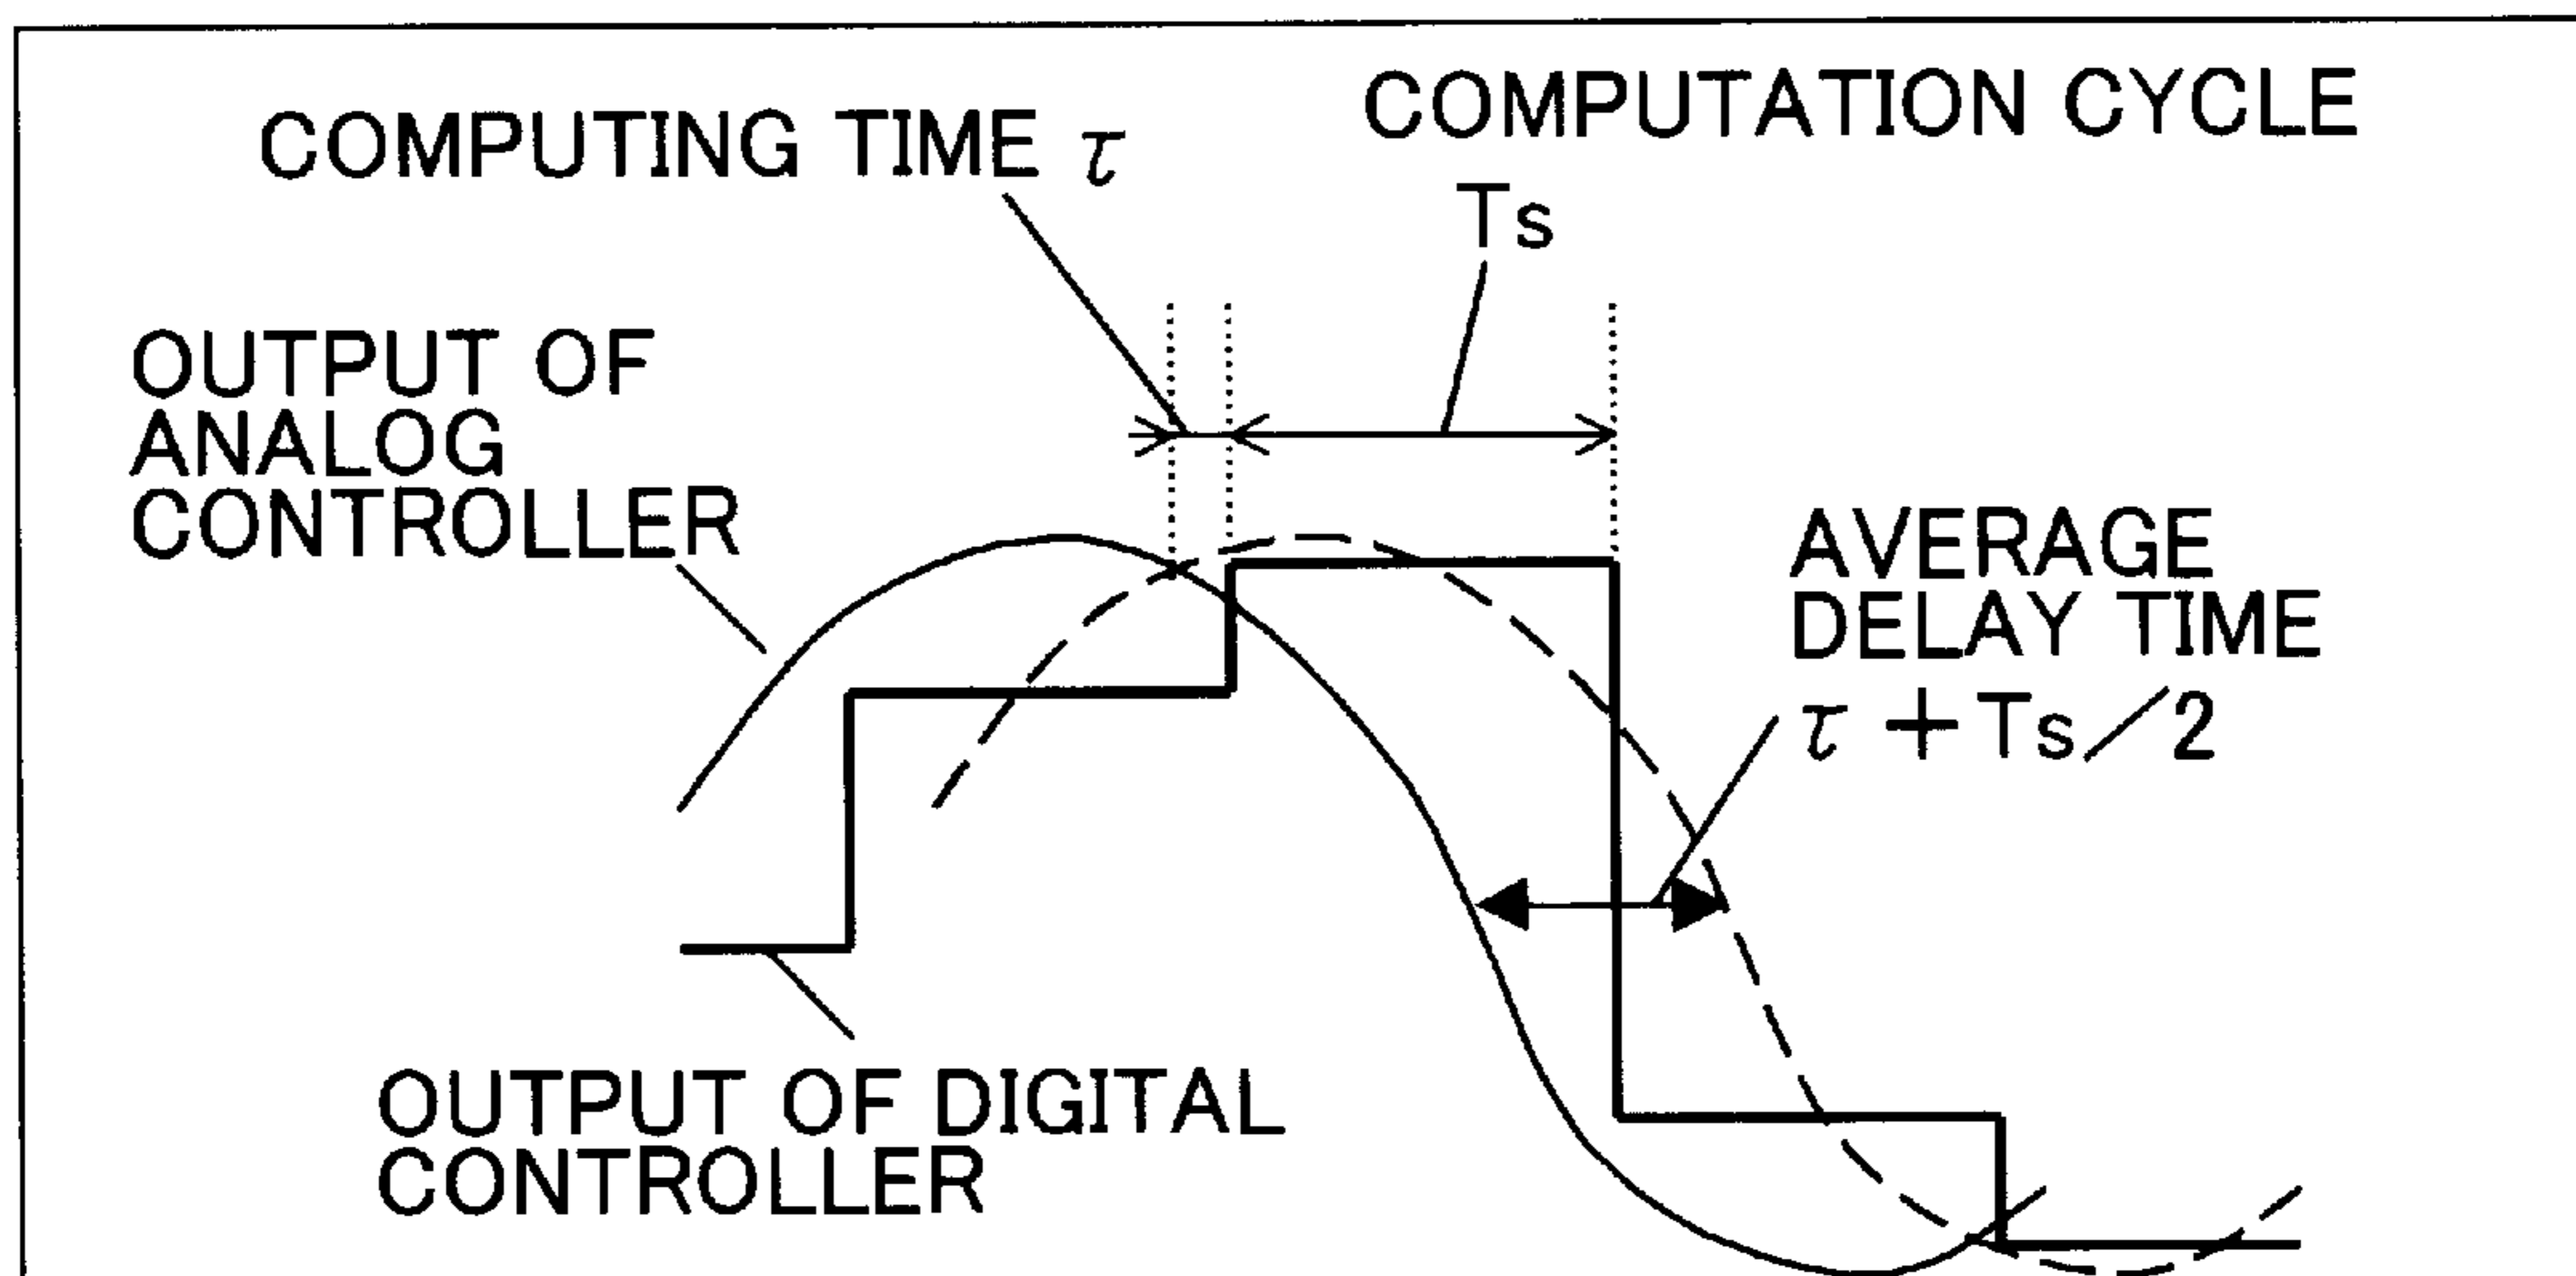 COMPUTING TIME τ
COMPUTATION CYCLE
Ts
OUTPUT OF
ANALOG
CONTROLLER
AVERAGE
DELAY TIME
τ + Ts/2
OUTPUT OF DIGITAL
CONTROLLER